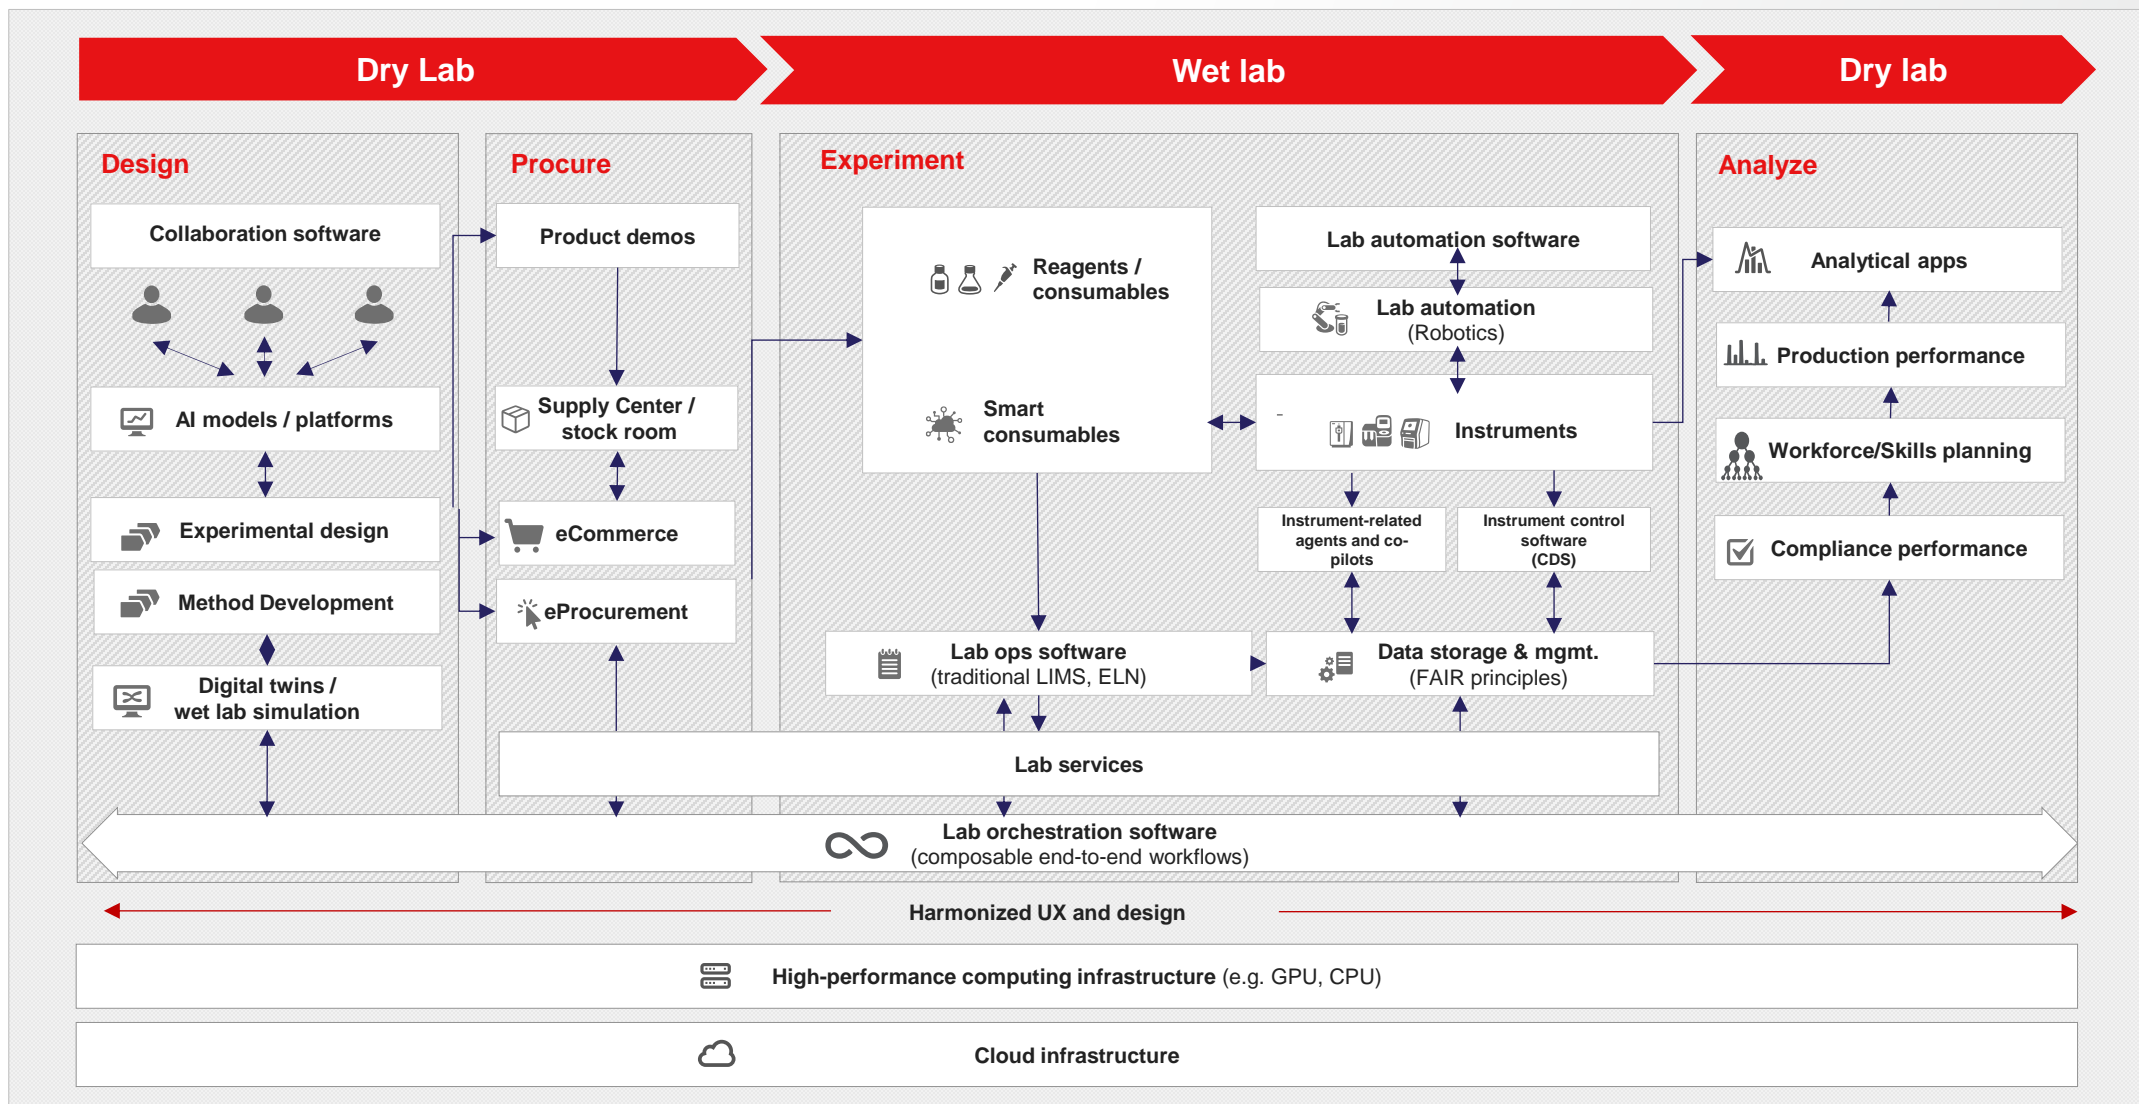 Dry Lab
Wet lab
Dry lab
Design
Collaboration software
AI models / platforms
Experimental design
Method Development
Digital twins /
wet lab simulation
Procure
Product demos
Supply Center /
stock room
eCommerce
eProcurement
Experiment
Reagents /
consumables
Smart
consumables
Lab automation software
Lab automation
(Robotics)
-
Instruments
Instrument-related
agents and co-
pilots
Instrument control
software
(CDS)
Lab ops software
(traditional LIMS, ELN)
Data storage & mgmt.
(FAIR principles)
Analyze
Analytical apps
Production performance
Workforce/Skills planning
Compliance performance
Lab services
Lab orchestration software
(composable end-to-end workflows)
Harmonized UX and design
High-performance computing infrastructure (e.g. GPU, CPU)
Cloud infrastructure